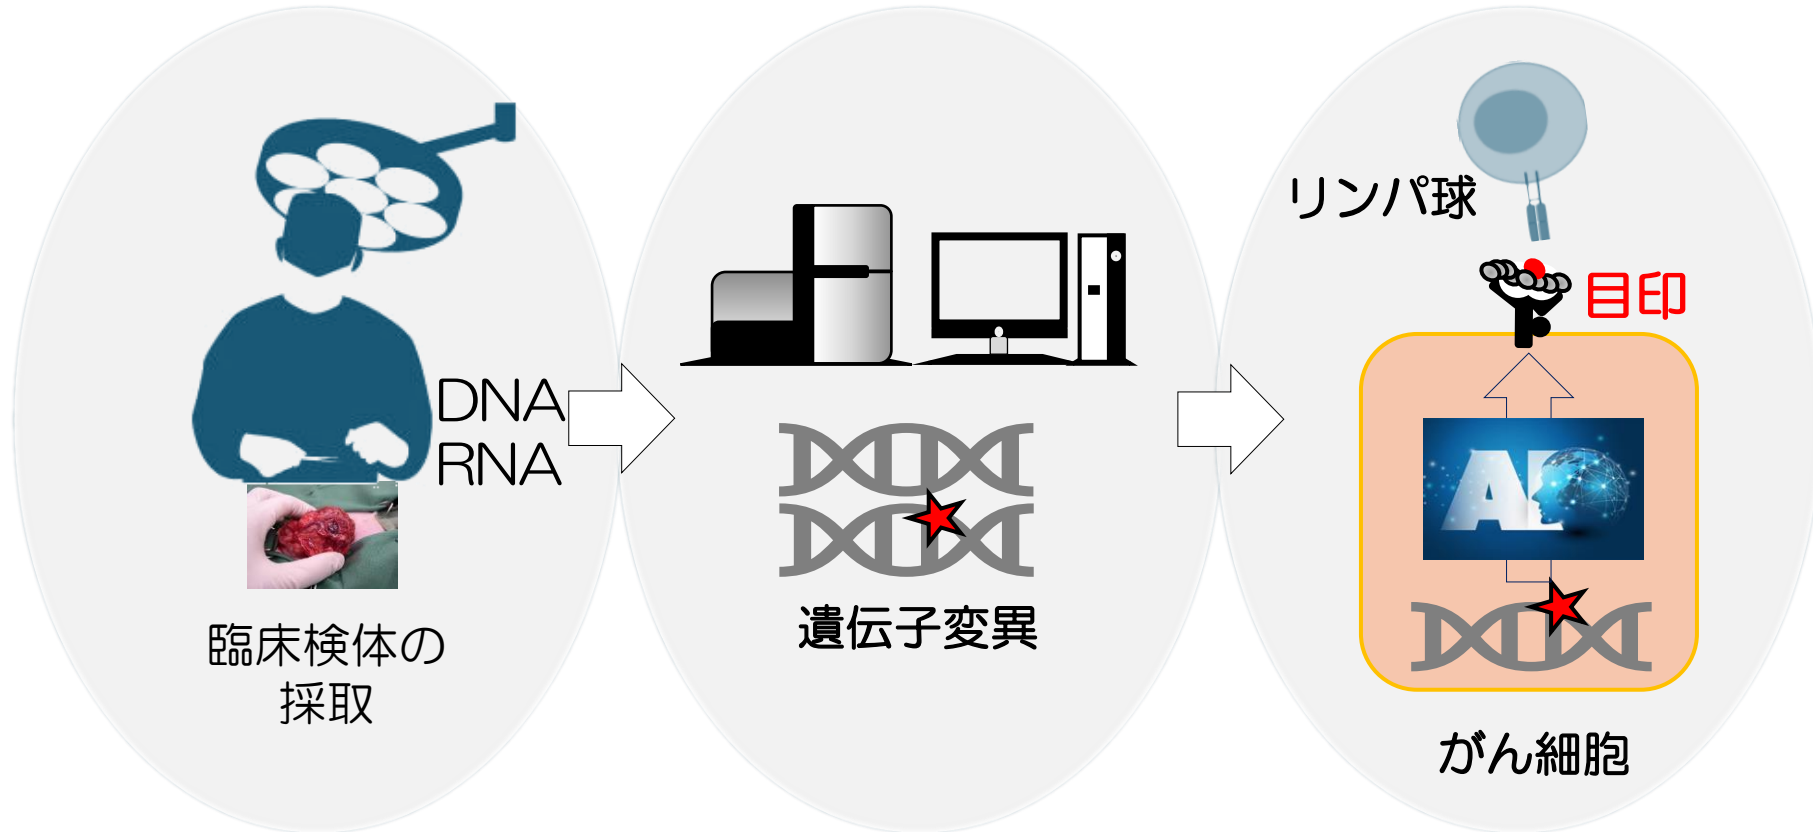 DNA
RNA
臨床検体の
採取
遺伝子変異
リンパ球
目印
AI
がん細胞